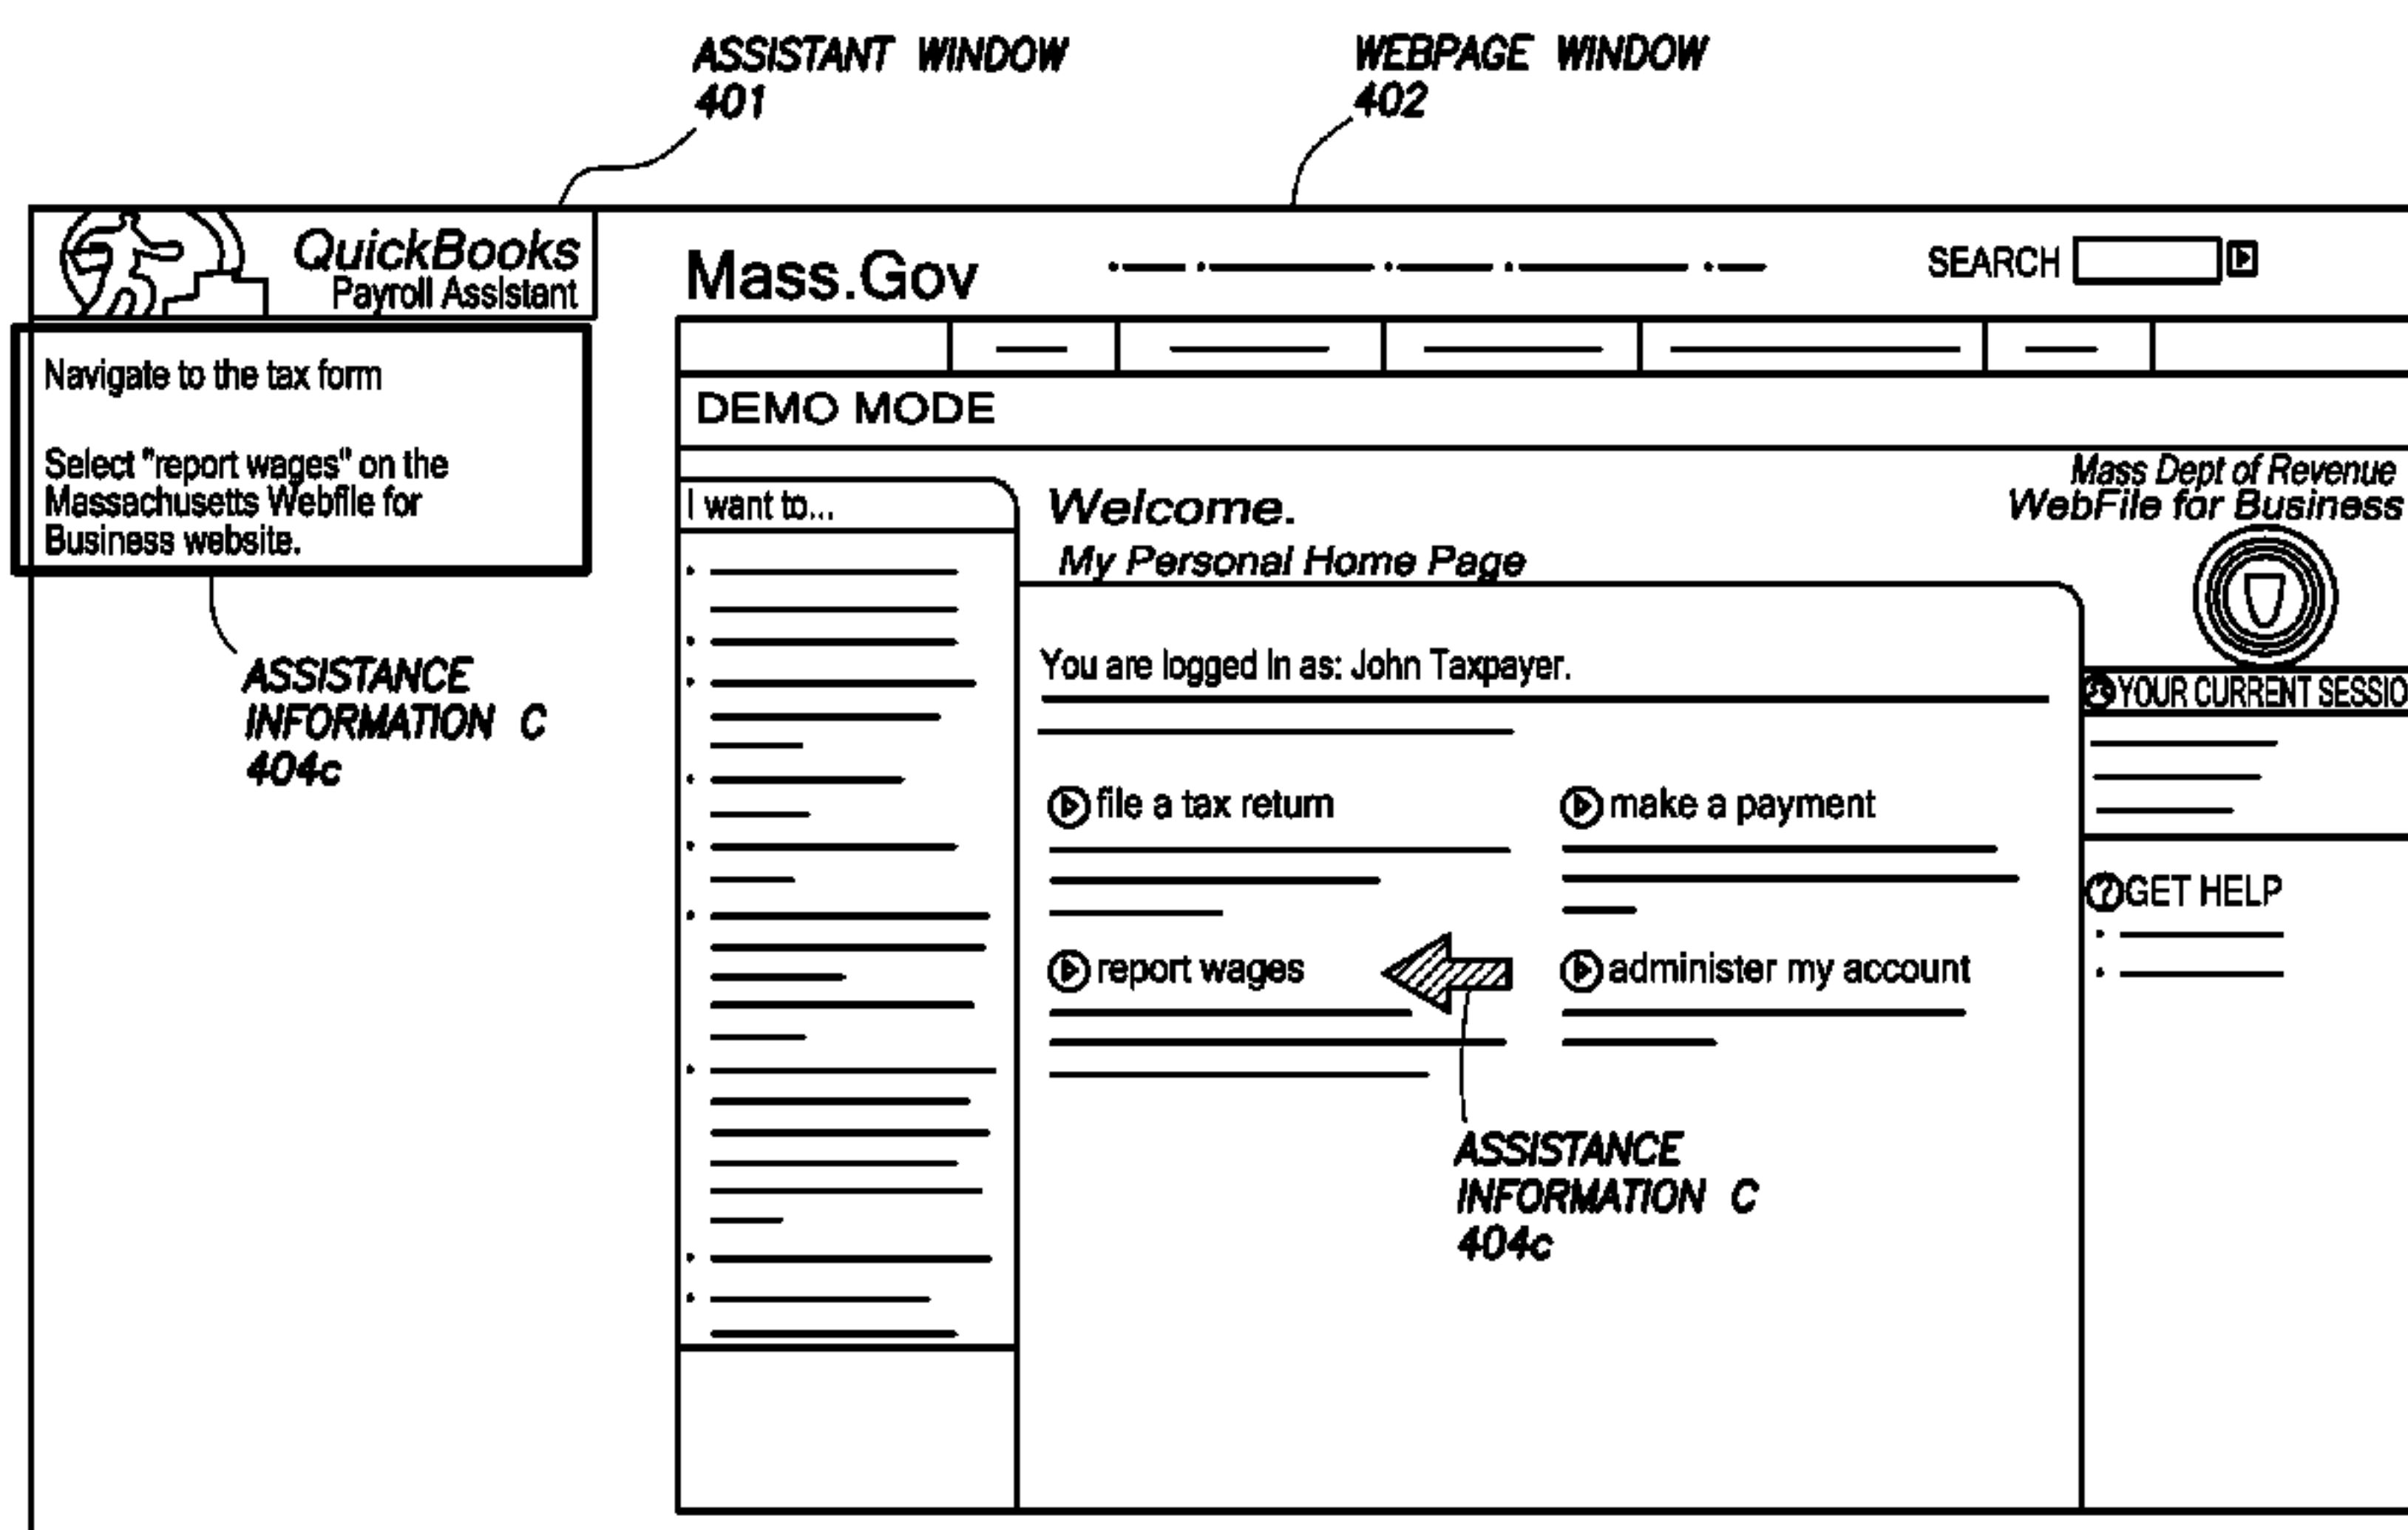 ASSISTANT WINDOW
401
WEBPAGE WINDOW
402
QuickBooks
Payroll Assistant
Navigate to the tax form
Select "report wages" on the
Massachusetts Webfile for
Business website.
ASSISTANCE
INFORMATION C
404c
Mass.Gov
SEARCH
DEMO MODE
I want to...
Welcome.
My Personal Home Page
Mass Dept of Revenue
WebFile for Business
You are logged in as: John Taxpayer.
file a tax return
make a payment
report wages
administer my account
ASSISTANCE
INFORMATION C
404c
YOUR CURRENT SESSIO
GET HELP